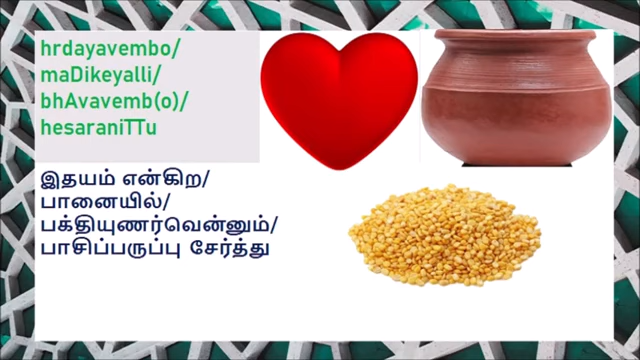 hrdayavembo/
maDikeyalli/
bhAvavemb(o)/
hesaraniTTu
இதயம் என்கிற/
பானையில்/
பக்தியுணர்வென்னும்/
பாசிப்பருப்பு சேர்த்து